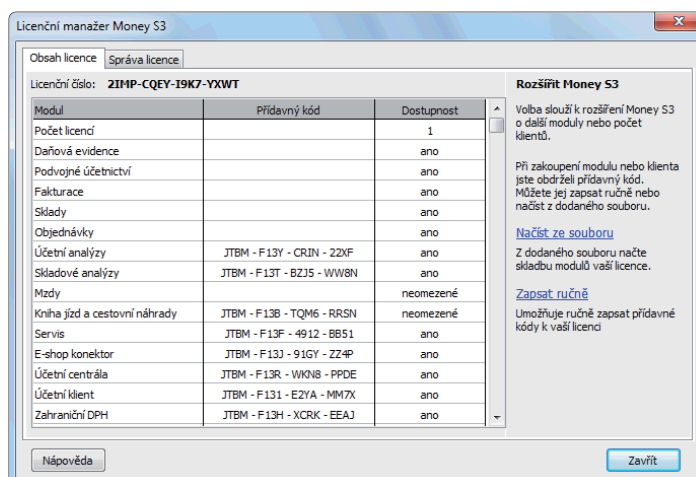 Licenční manažer Money S3
Obsah licence Správa licence
Licenční číslo: 2IMP-CQEY-I9K7-YXWT
Modul Přídavný kód Dostupnost
Počet licencí 1
Daňová evidence ano
Podvojné účetnictví ano
Fakturace ano
Sklady ano
Objednávky ano
Účetní analýzy JTBM - F13Y - CRIN - 22XF ano
Skladové analýzy JTBM - F13T - BZJ5 - WW8N ano
Mzdy neomezené
Kniha jízd a cestovní náhrady JTBM - F13B - TQM6 - RRSN neomezené
Servis JTBM - F13F - 4912 - BB51 ano
E-shop konektor JTBM - F13J - 91GY - ZZ4P ano
Účetní centrála JTBM - F13R - WKN8 - PPDE ano
Účetní klient JTBM - F131 - E2YA - MM7X ano
Zahraniční DPH JTBM - F13H - XCRK - EEAJ ano
Rozšířit Money S3
Volba slouží k rozšíření Money S3
o další moduly nebo počet
klientů.
Při zakoupení modulu nebo klienta
jste obdrželi přídavný kód.
Můžete jej zapsat ručně nebo
načíst z dodaného souboru.
Načíst ze souboru
Z dodaného souboru načte
skladbu modulů vaší licence.
Zapsat ručně
Umožňuje ručně zapsat přídavné
kódy k vaší licenci
Nápověda Zavřít